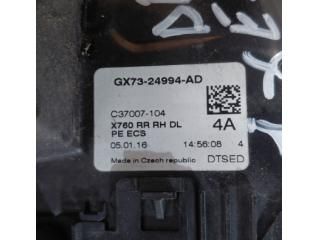 GX73-24994-AD
C37007-104
X760 RR RH DL 4A
PE ECS
05.01.16 14:56:08 4
Made in Czech republic DTSED